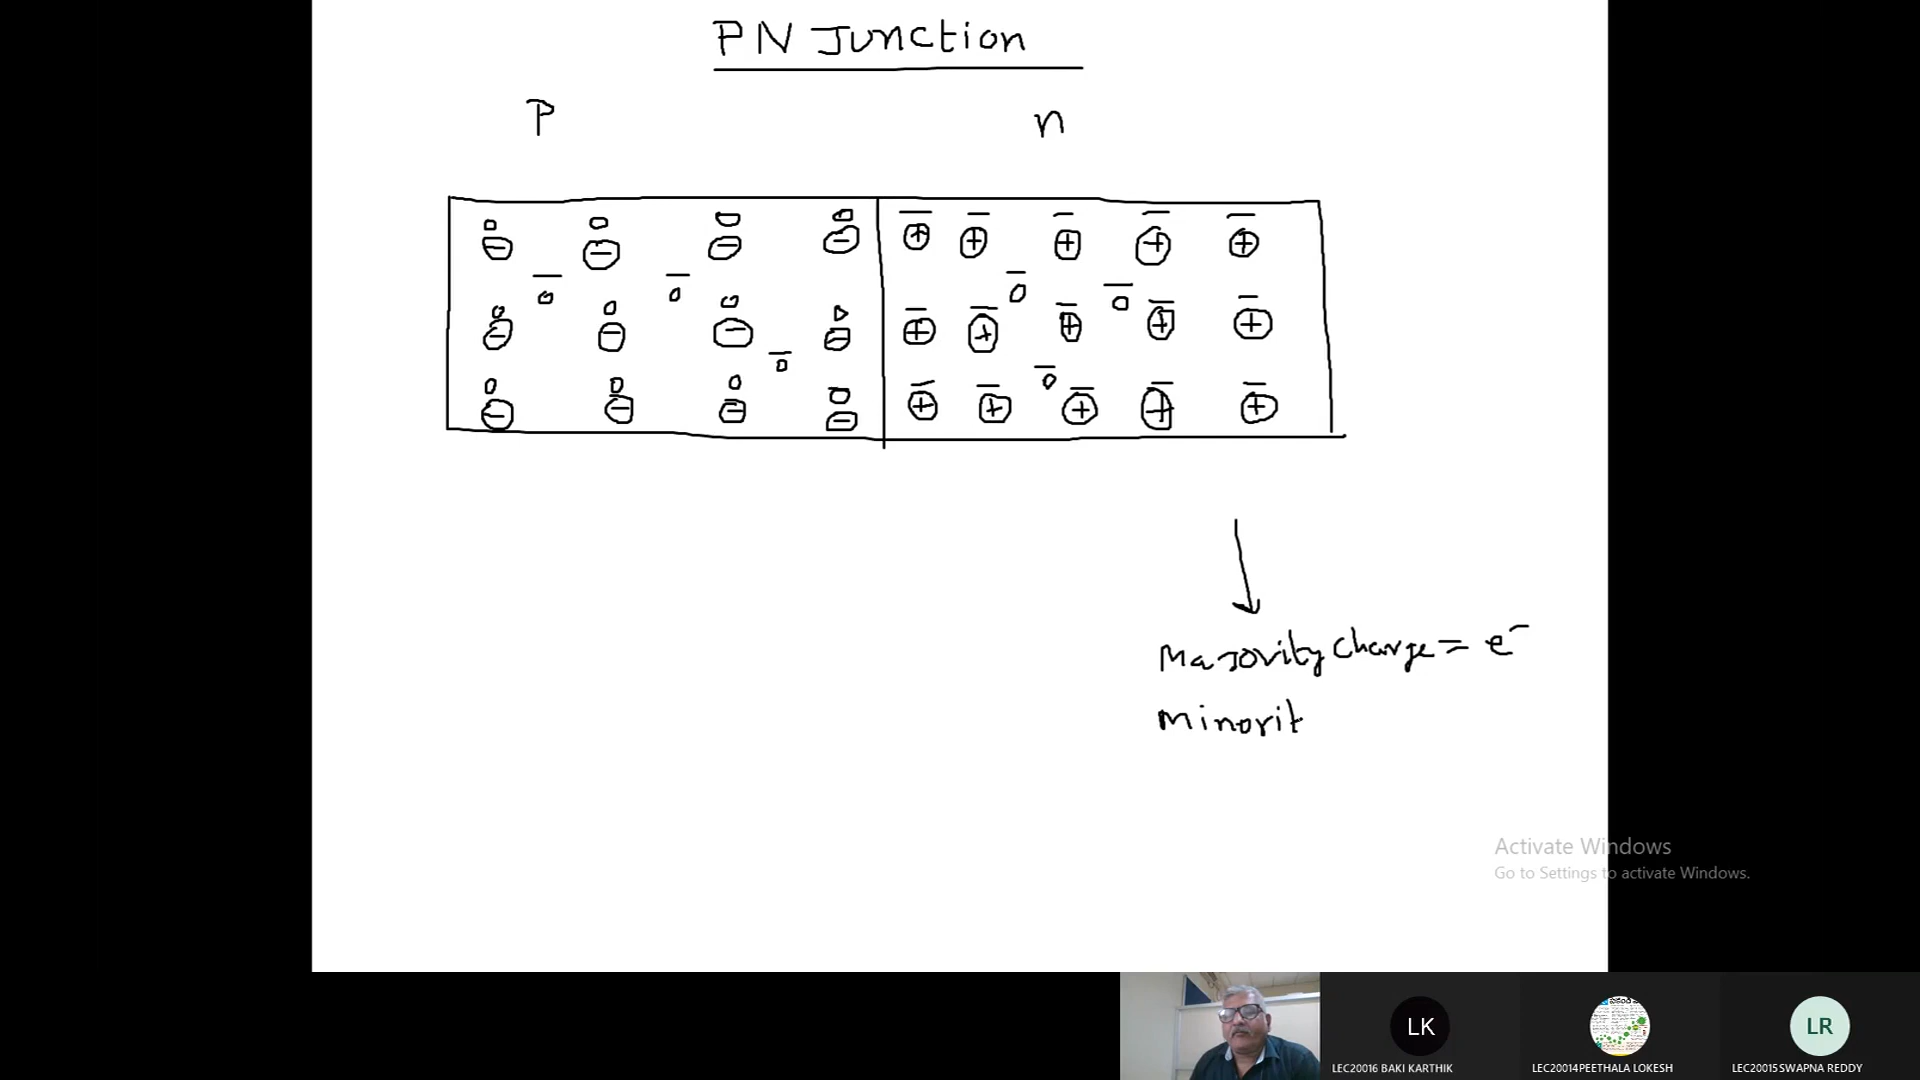 PN Junction
P n
Majority Charge = e⁻
Minorit
Activate Windows
Go to Settings to activate Windows.
LK LR
LEC20016 BAKI KARTHIK LEC20014PEETHALA LOKESH LEC20015SWAPNA REDDY